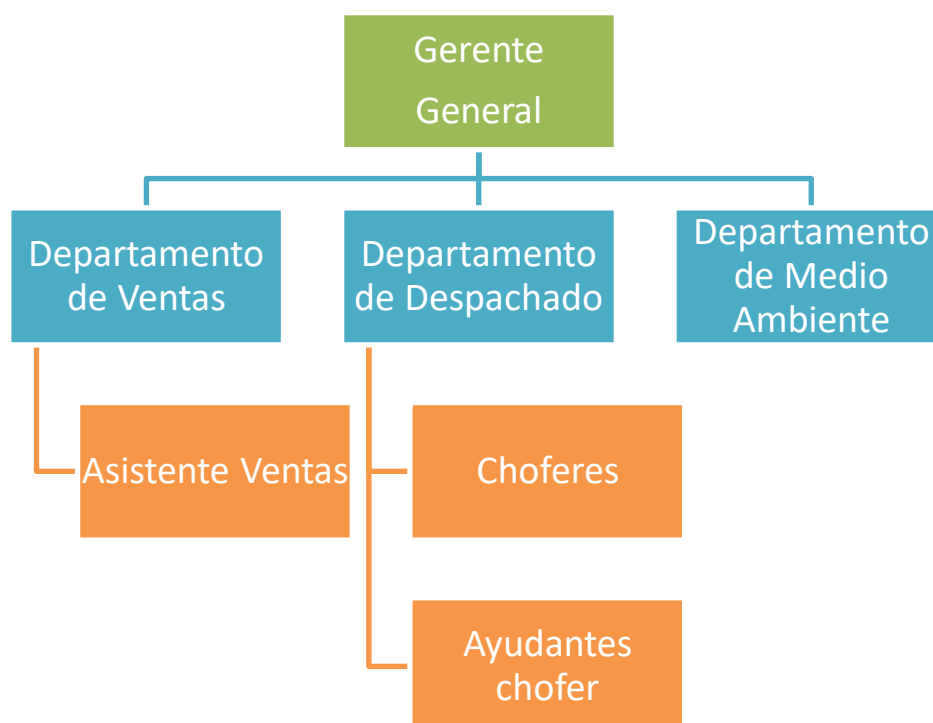 Gerente
General
Departamento
de Ventas
Departamento
de Despachado
Departamento
de Medio
Ambiente
Asistente Ventas
Choferes
Ayudantes
chofer